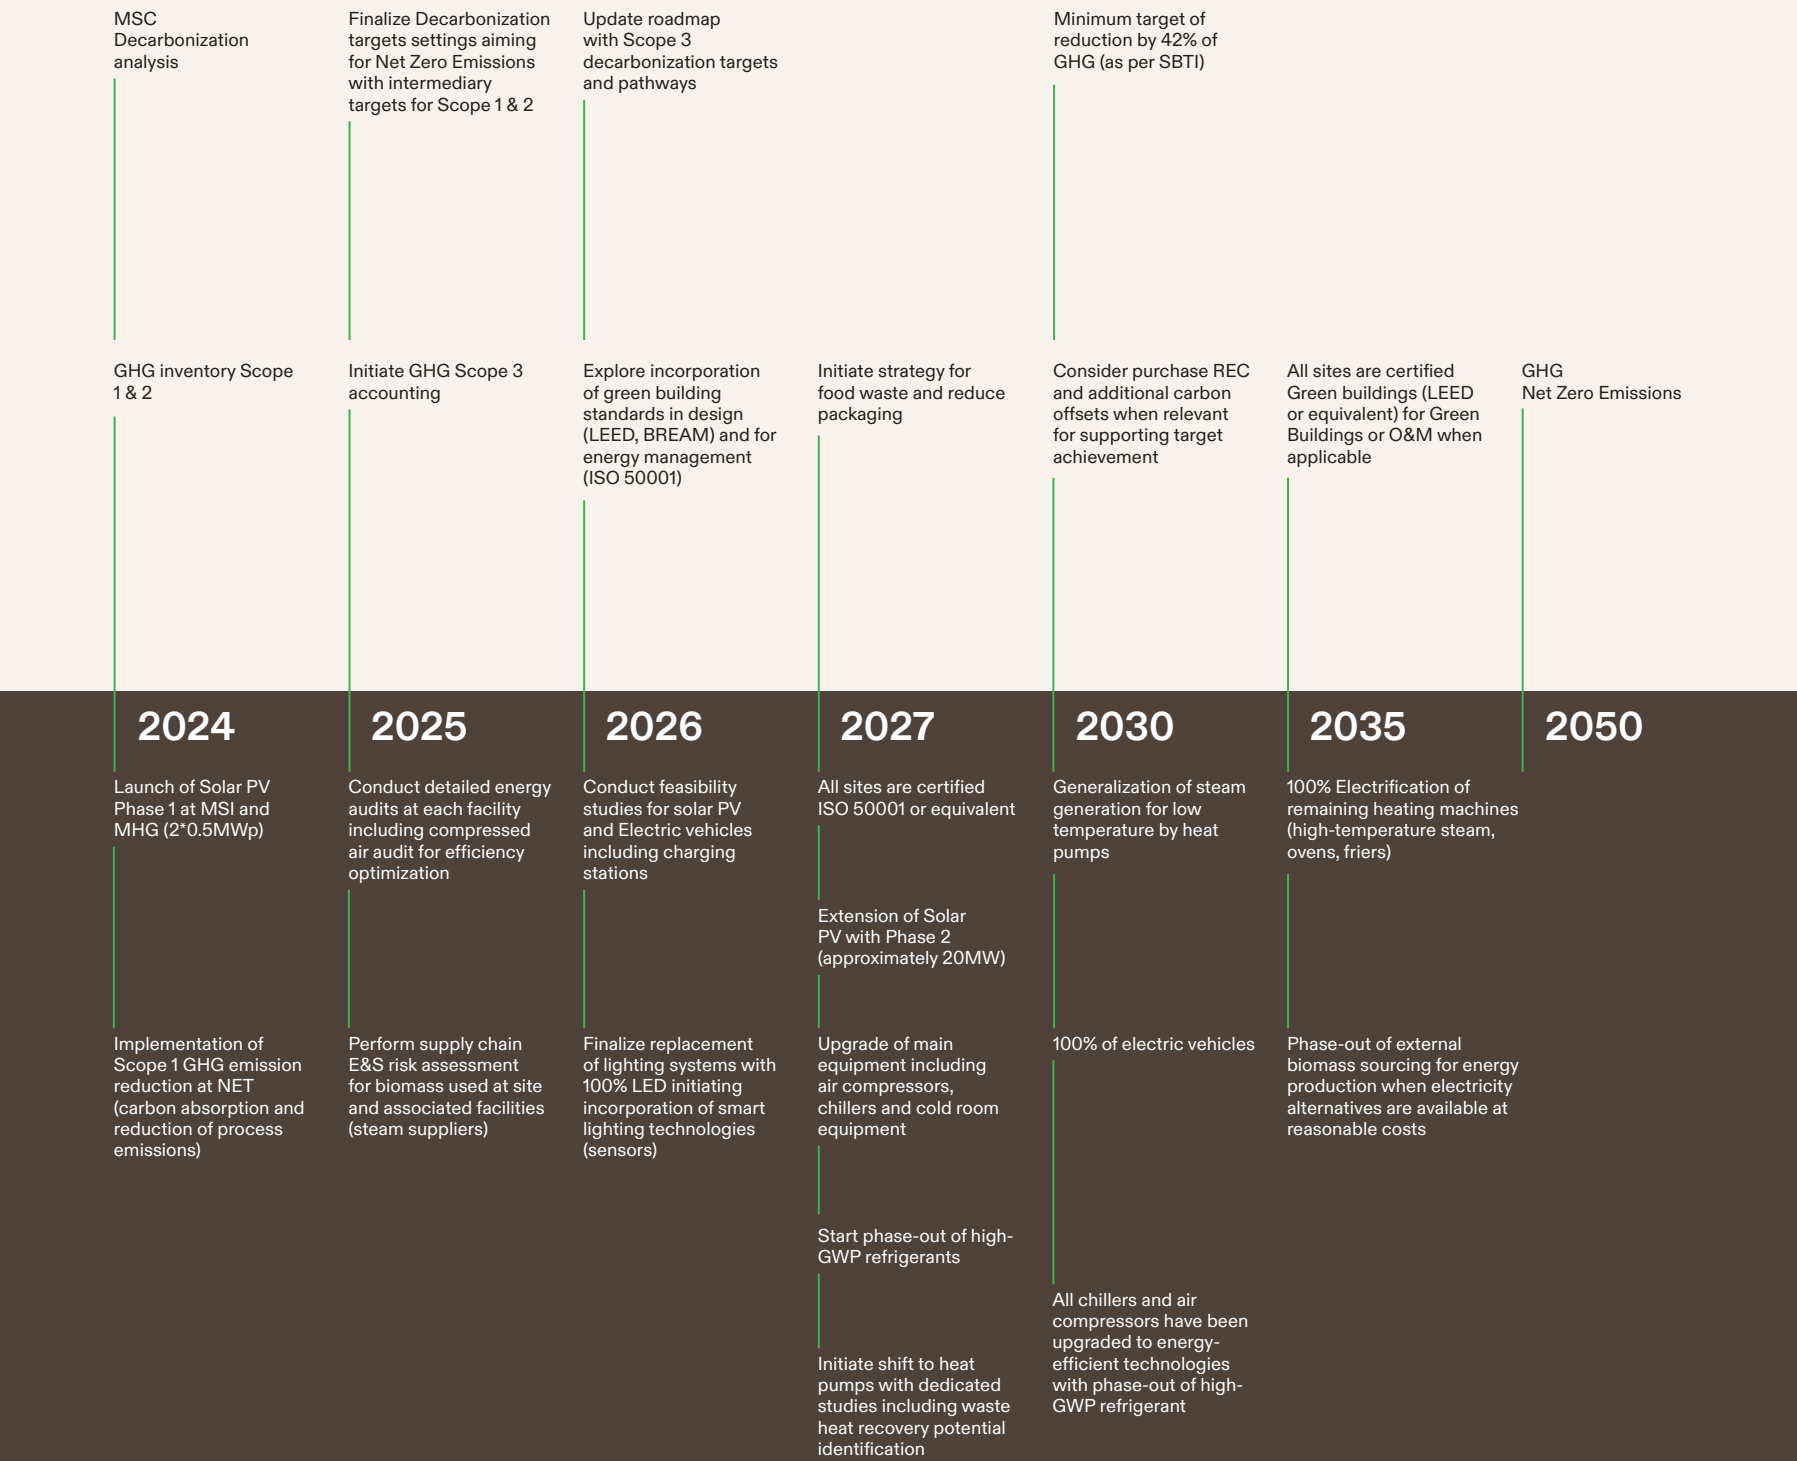 MSC
Decarbonization
analysis
Finalize Decarbonization
targets settings aiming
for Net Zero Emissions
with intermediary
targets for Scope 1 & 2
Update roadmap
with Scope 3
decarbonization targets
and pathways
Minimum target of
reduction by 42% of
GHG (as per SBTI)
GHG inventory Scope
1 & 2
Initiate GHG Scope 3
accounting
Explore incorporation
of green building
standards in design
(LEED, BREAM) and for
energy management
(ISO 50001)
Initiate strategy for
food waste and reduce
packaging
Consider purchase REC
and additional carbon
offsets when relevant
for supporting target
achievement
All sites are certified
Green buildings (LEED
or equivalent) for Green
Buildings or O&M when
applicable
GHG
Net Zero Emissions
2024
2025
2026
2027
2030
2035
2050
Launch of Solar PV
Phase 1 at MSI and
MHG (2*0.5MWp)
Implementation of
Scope 1 GHG emission
reduction at NET
(carbon absorption and
reduction of process
emissions)
Conduct detailed energy
audits at each facility
including compressed
air audit for efficiency
optimization
Perform supply chain
E&S risk assessment
for biomass used at site
and associated facilities
(steam suppliers)
Conduct feasibility
studies for solar PV
and Electric vehicles
including charging
stations
Finalize replacement
of lighting systems with
100% LED initiating
incorporation of smart
lighting technologies
(sensors)
All sites are certified
ISO 50001 or equivalent
Extension of Solar
PV with Phase 2
(approximately 20MW)
Upgrade of main
equipment including
air compressors,
chillers and cold room
equipment
Start phase-out of high-
GWP refrigerants
Initiate shift to heat
pumps with dedicated
studies including waste
heat recovery potential
identification
Generalization of steam
generation for low
temperature by heat
pumps
100% of electric vehicles
All chillers and air
compressors have been
upgraded to energy-
efficient technologies
with phase-out of high-
GWP refrigerant
100% Electrification of
remaining heating machines
(high-temperature steam,
ovens, friers)
Phase-out of external
biomass sourcing for energy
production when electricity
alternatives are available at
reasonable costs